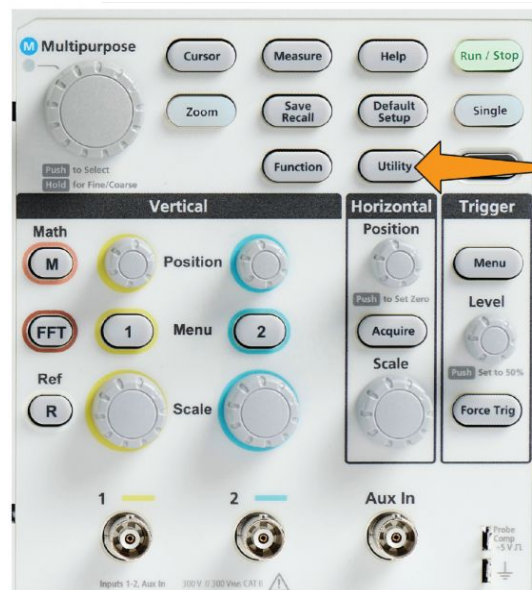 M Multipurpose
Cursor
Measure
Help
Run / Stop
Zoom
Save
Recall
Default
Setup
Single
Push to Select
Hold for Fine/Coarse
Function
Utility
Vertical
Horizontal
Trigger
Math
M
Position
Position
Push to Set Zero
Menu
Level
Push Set to 50%
FFT
1
Menu
2
Acquire
Scale
Ref
R
Scale
Force Trig
1
2
Aux In
Probe
Comp
~5 V
Inputs 1-2, Aux In
300 V
300 Vrms CAT II